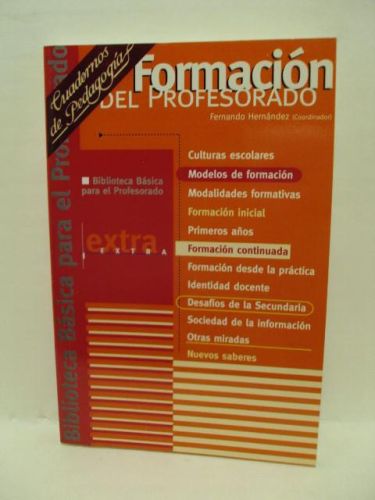 Cuadernos
de Pedagogía
Formación
DEL PROFESORADO
Fernando Hernández (Coordinador)
Biblioteca Básica para el Profesorado
Biblioteca Básica
para el Profesorado
extra
EXTRA
Culturas escolares
Modelos de formación
Modalidades formativas
Formación inicial
Primeros años
Formación continuada
Formación desde la práctica
Identidad docente
Desafíos de la Secundaria
Sociedad de la información
Otras miradas
Nuevos saberes